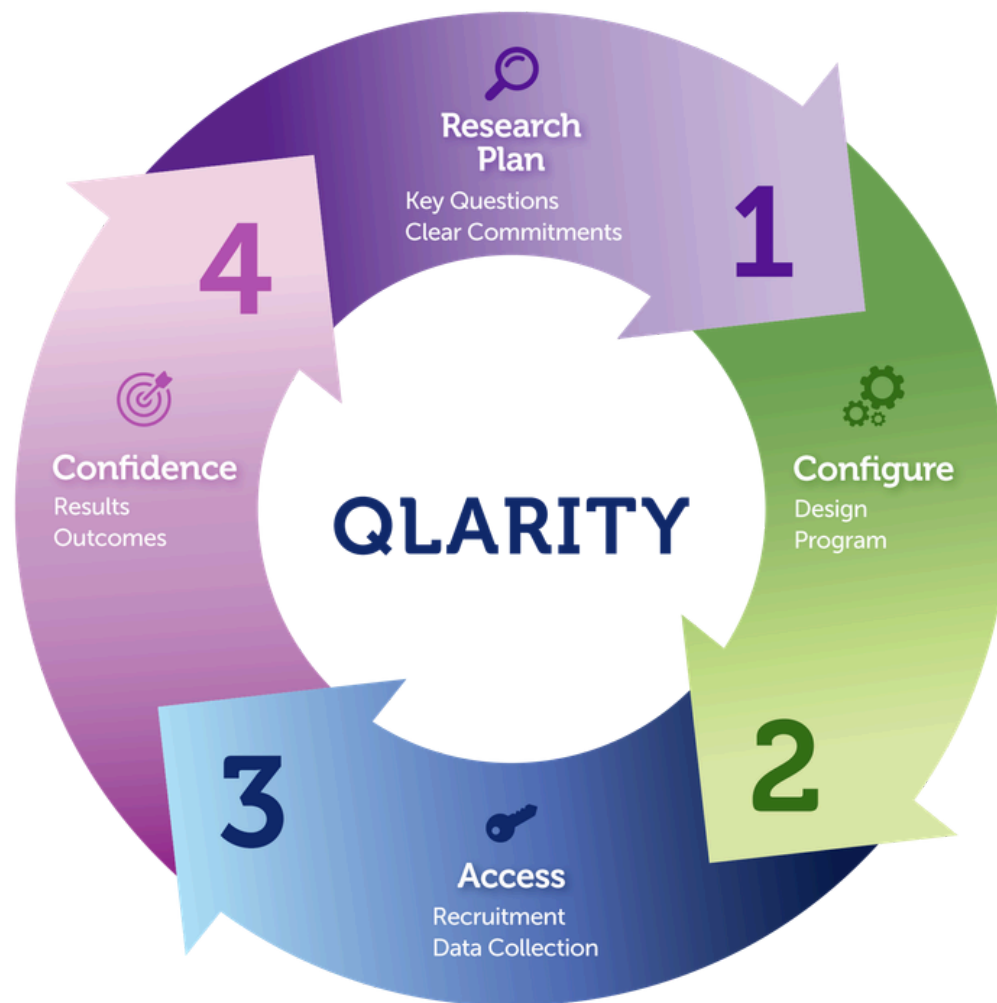 Research
Plan
Key Questions
Clear Commitments
1
Configure
Design
Program
2
Access
Recruitment
Data Collection
3
Confidence
Results
Outcomes
4
QLARITY